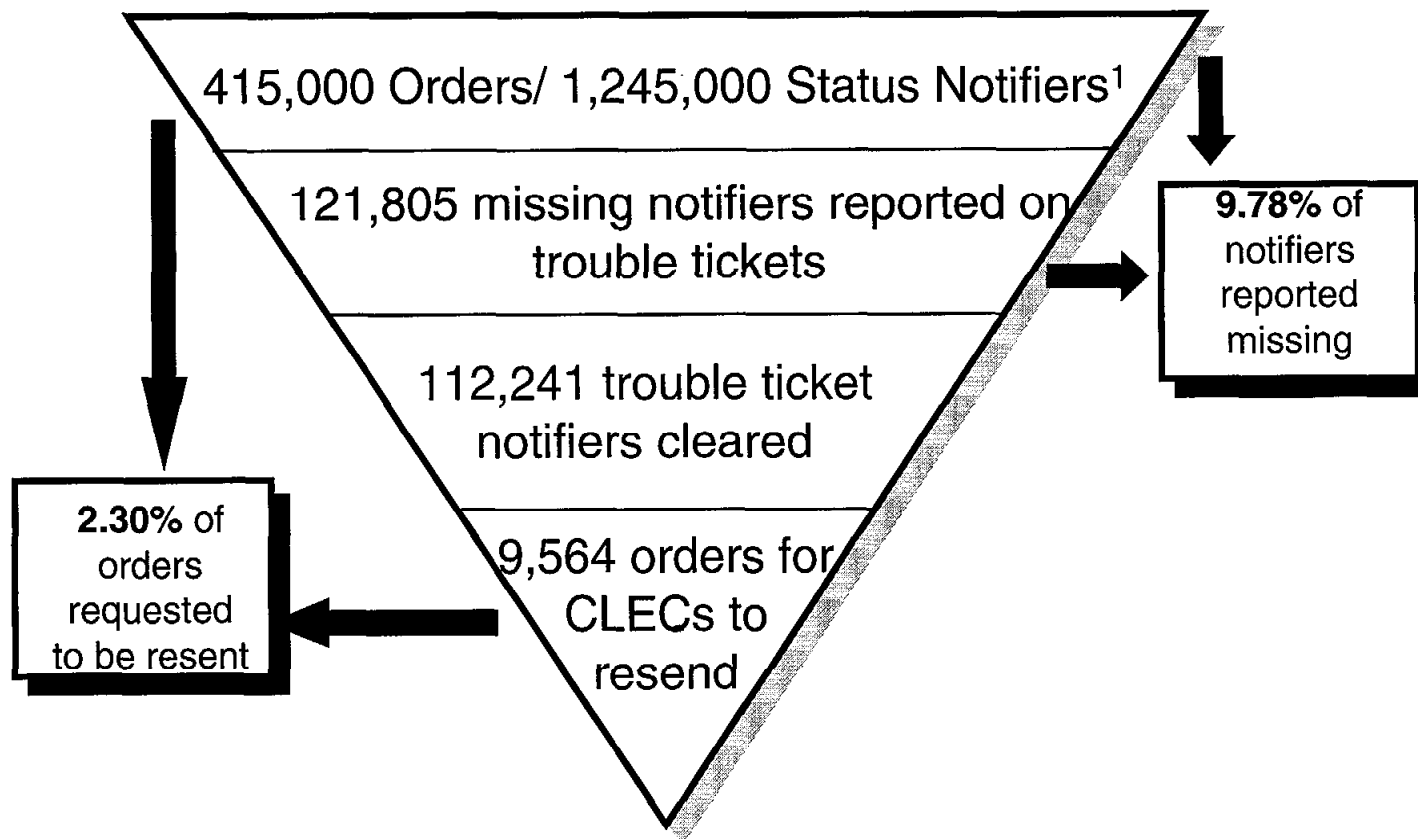 415,000 Orders/ 1,245,000 Status Notifiers¹
121,805 missing notifiers reported on
trouble tickets
9.78% of
notifiers
reported
missing
112,241 trouble ticket
notifiers cleared
2.30% of
orders
requested
to be resent
9,564 orders for
CLECs to
resend